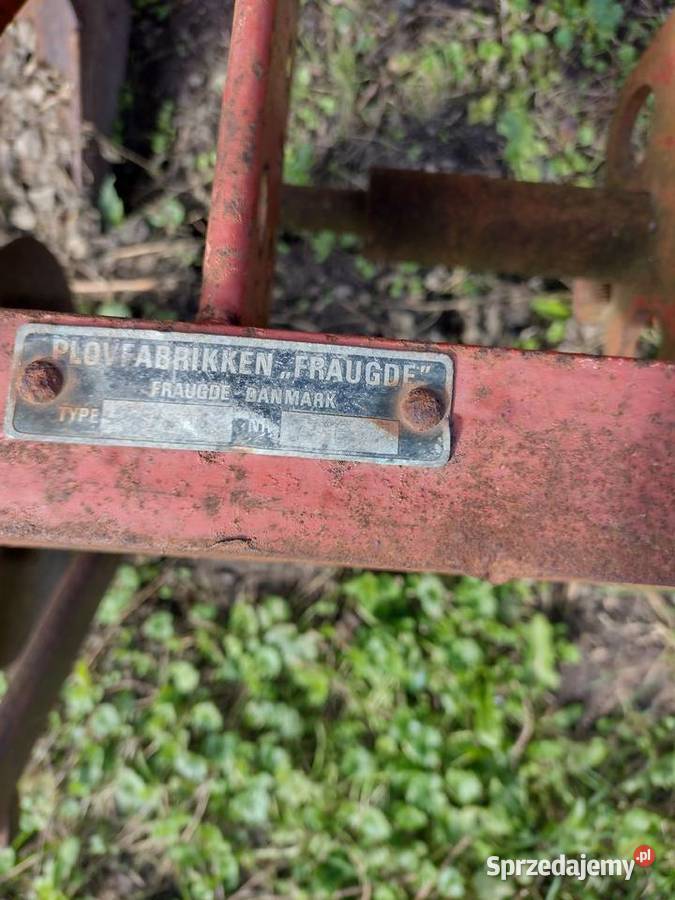 PLOVFABRIKKEN „FRAUGDE"
FRAUGDE DANMARK
TYPE NR.
Sprzedajemy.pl